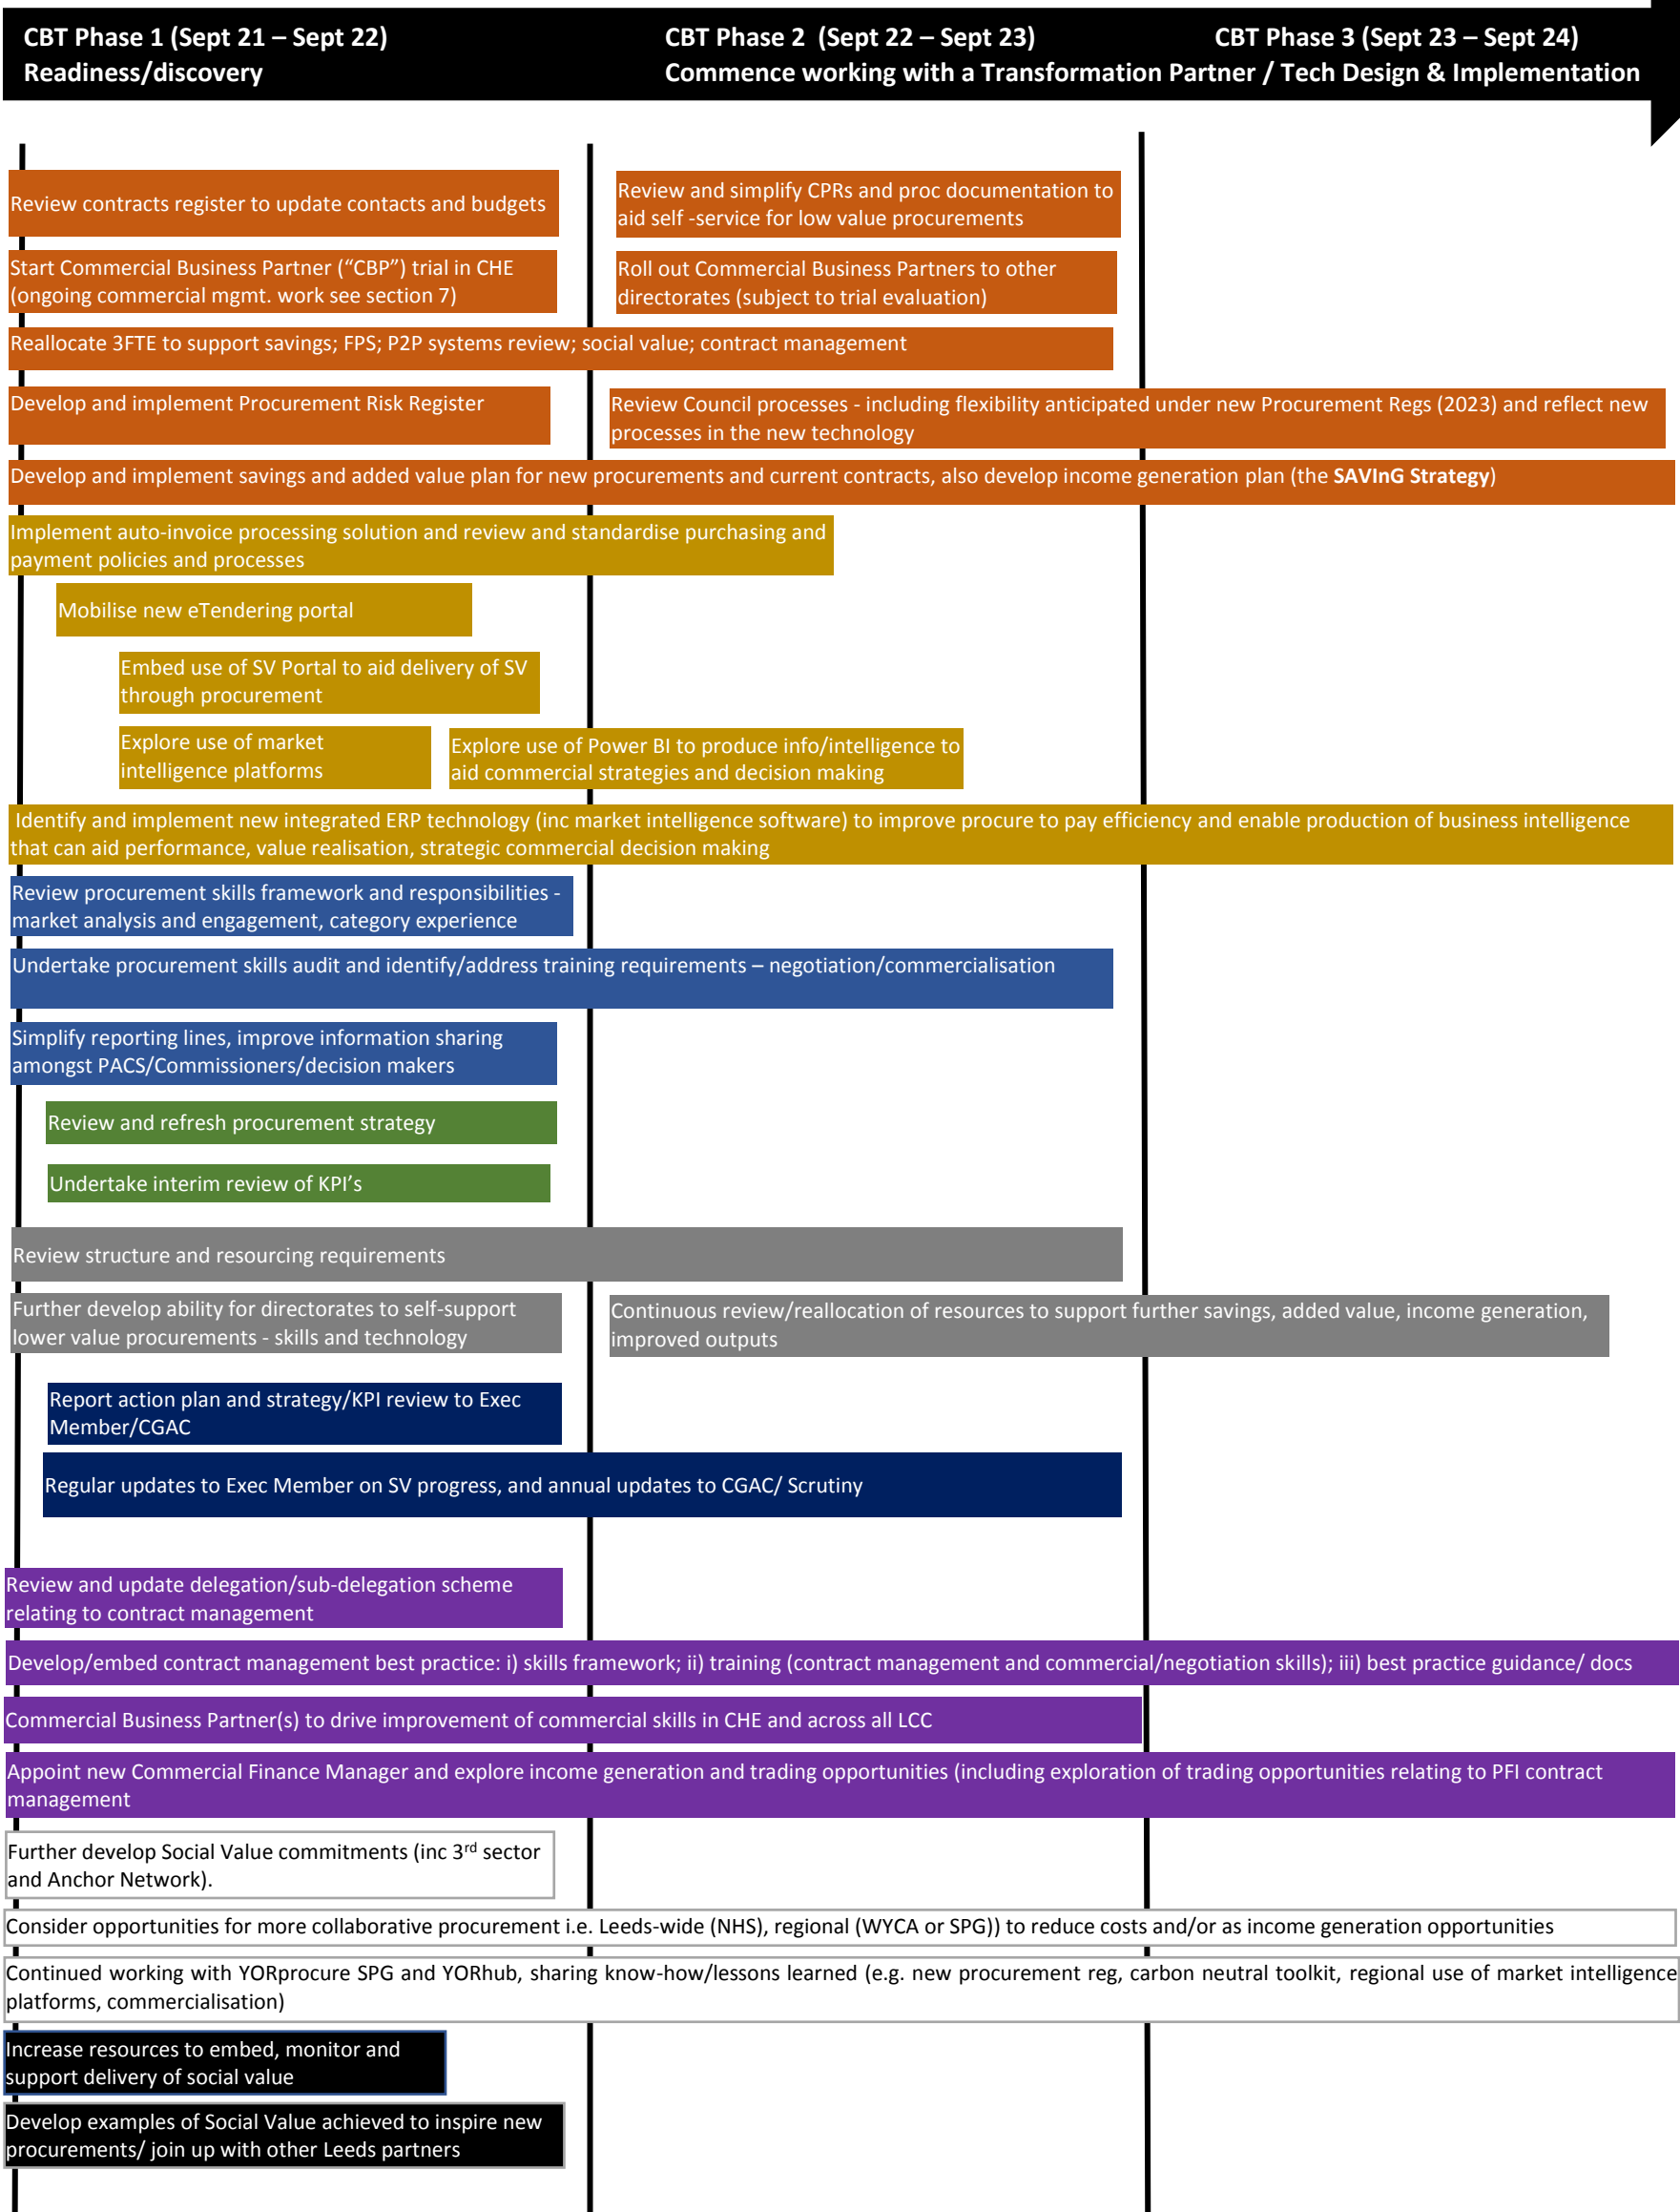 CBT Phase 1 (Sept 21 – Sept 22)
Readiness/discovery
CBT Phase 2 (Sept 22 – Sept 23)
CBT Phase 3 (Sept 23 – Sept 24)
Commence working with a Transformation Partner / Tech Design & Implementation
Review contracts register to update contacts and budgets
Review and simplify CPRs and proc documentation to
aid self -service for low value procurements
Start Commercial Business Partner (“CBP”) trial in CHE
(ongoing commercial mgmt. work see section 7)
Roll out Commercial Business Partners to other
directorates (subject to trial evaluation)
Reallocate 3FTE to support savings; FPS; P2P systems review; social value; contract management
Develop and implement Procurement Risk Register
Review Council processes - including flexibility anticipated under new Procurement Regs (2023) and reflect new
processes in the new technology
Develop and implement savings and added value plan for new procurements and current contracts, also develop income generation plan (the SAVInG Strategy)
Implement auto-invoice processing solution and review and standardise purchasing and
payment policies and processes
Mobilise new eTendering portal
Embed use of SV Portal to aid delivery of SV
through procurement
Explore use of market
intelligence platforms
Explore use of Power BI to produce info/intelligence to
aid commercial strategies and decision making
Identify and implement new integrated ERP technology (inc market intelligence software) to improve procure to pay efficiency and enable production of business intelligence
that can aid performance, value realisation, strategic commercial decision making
Review procurement skills framework and responsibilities -
market analysis and engagement, category experience
Undertake procurement skills audit and identify/address training requirements – negotiation/commercialisation
Simplify reporting lines, improve information sharing
amongst PACS/Commissioners/decision makers
Review and refresh procurement strategy
Undertake interim review of KPI’s
Review structure and resourcing requirements
Further develop ability for directorates to self-support
lower value procurements - skills and technology
Continuous review/reallocation of resources to support further savings, added value, income generation,
improved outputs
Report action plan and strategy/KPI review to Exec
Member/CGAC
Regular updates to Exec Member on SV progress, and annual updates to CGAC/ Scrutiny
Review and update delegation/sub-delegation scheme
relating to contract management
Develop/embed contract management best practice: i) skills framework; ii) training (contract management and commercial/negotiation skills); iii) best practice guidance/ docs
Commercial Business Partner(s) to drive improvement of commercial skills in CHE and across all LCC
Appoint new Commercial Finance Manager and explore income generation and trading opportunities (including exploration of trading opportunities relating to PFI contract
management
Further develop Social Value commitments (inc 3rd sector
and Anchor Network).
Consider opportunities for more collaborative procurement i.e. Leeds-wide (NHS), regional (WYCA or SPG)) to reduce costs and/or as income generation opportunities
Continued working with YORprocure SPG and YORhub, sharing know-how/lessons learned (e.g. new procurement reg, carbon neutral toolkit, regional use of market intelligence
platforms, commercialisation)
Increase resources to embed, monitor and
support delivery of social value
Develop examples of Social Value achieved to inspire new
procurements/ join up with other Leeds partners